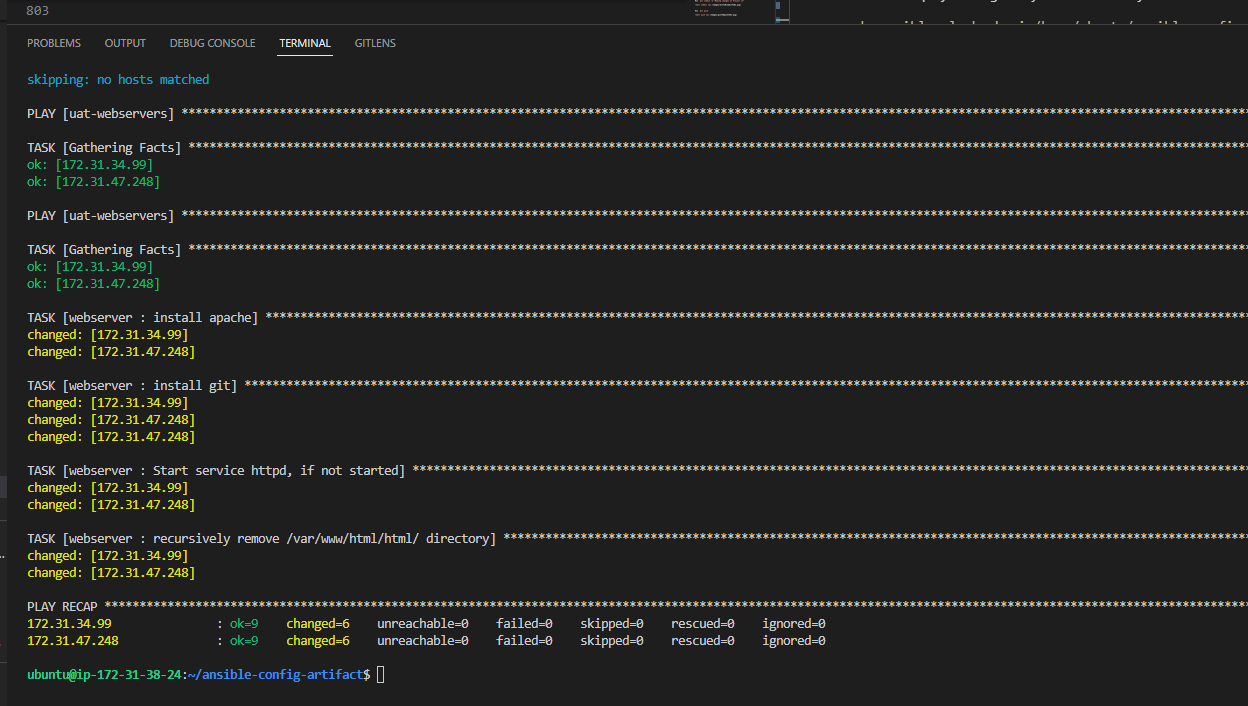 803
PROBLEMS OUTPUT DEBUG CONSOLE TERMINAL GITLENS
skipping: no hosts matched
PLAY [uat-webservers] ****************************************************************************************************************************************************
TASK [Gathering Facts] ***************************************************************************************************************************************************
ok: [172.31.34.99]
ok: [172.31.47.248]
PLAY [uat-webservers] ****************************************************************************************************************************************************
TASK [Gathering Facts] ***************************************************************************************************************************************************
ok: [172.31.34.99]
ok: [172.31.47.248]
TASK [webserver : install apache] ****************************************************************************************************************************************
changed: [172.31.34.99]
changed: [172.31.47.248]
TASK [webserver : install git] *******************************************************************************************************************************************
changed: [172.31.34.99]
changed: [172.31.47.248]
changed: [172.31.47.248]
TASK [webserver : Start service httpd, if not started] *******************************************************************************************************************
changed: [172.31.34.99]
changed: [172.31.47.248]
TASK [webserver : recursively remove /var/www/html/html/ directory] ******************************************************************************************************
changed: [172.31.34.99]
changed: [172.31.47.248]
PLAY RECAP ***************************************************************************************************************************************************************
172.31.34.99 : ok=9 changed=6 unreachable=0 failed=0 skipped=0 rescued=0 ignored=0
172.31.47.248 : ok=9 changed=6 unreachable=0 failed=0 skipped=0 rescued=0 ignored=0
ubuntu@ip-172-31-38-24:~/ansible-config-artifact$